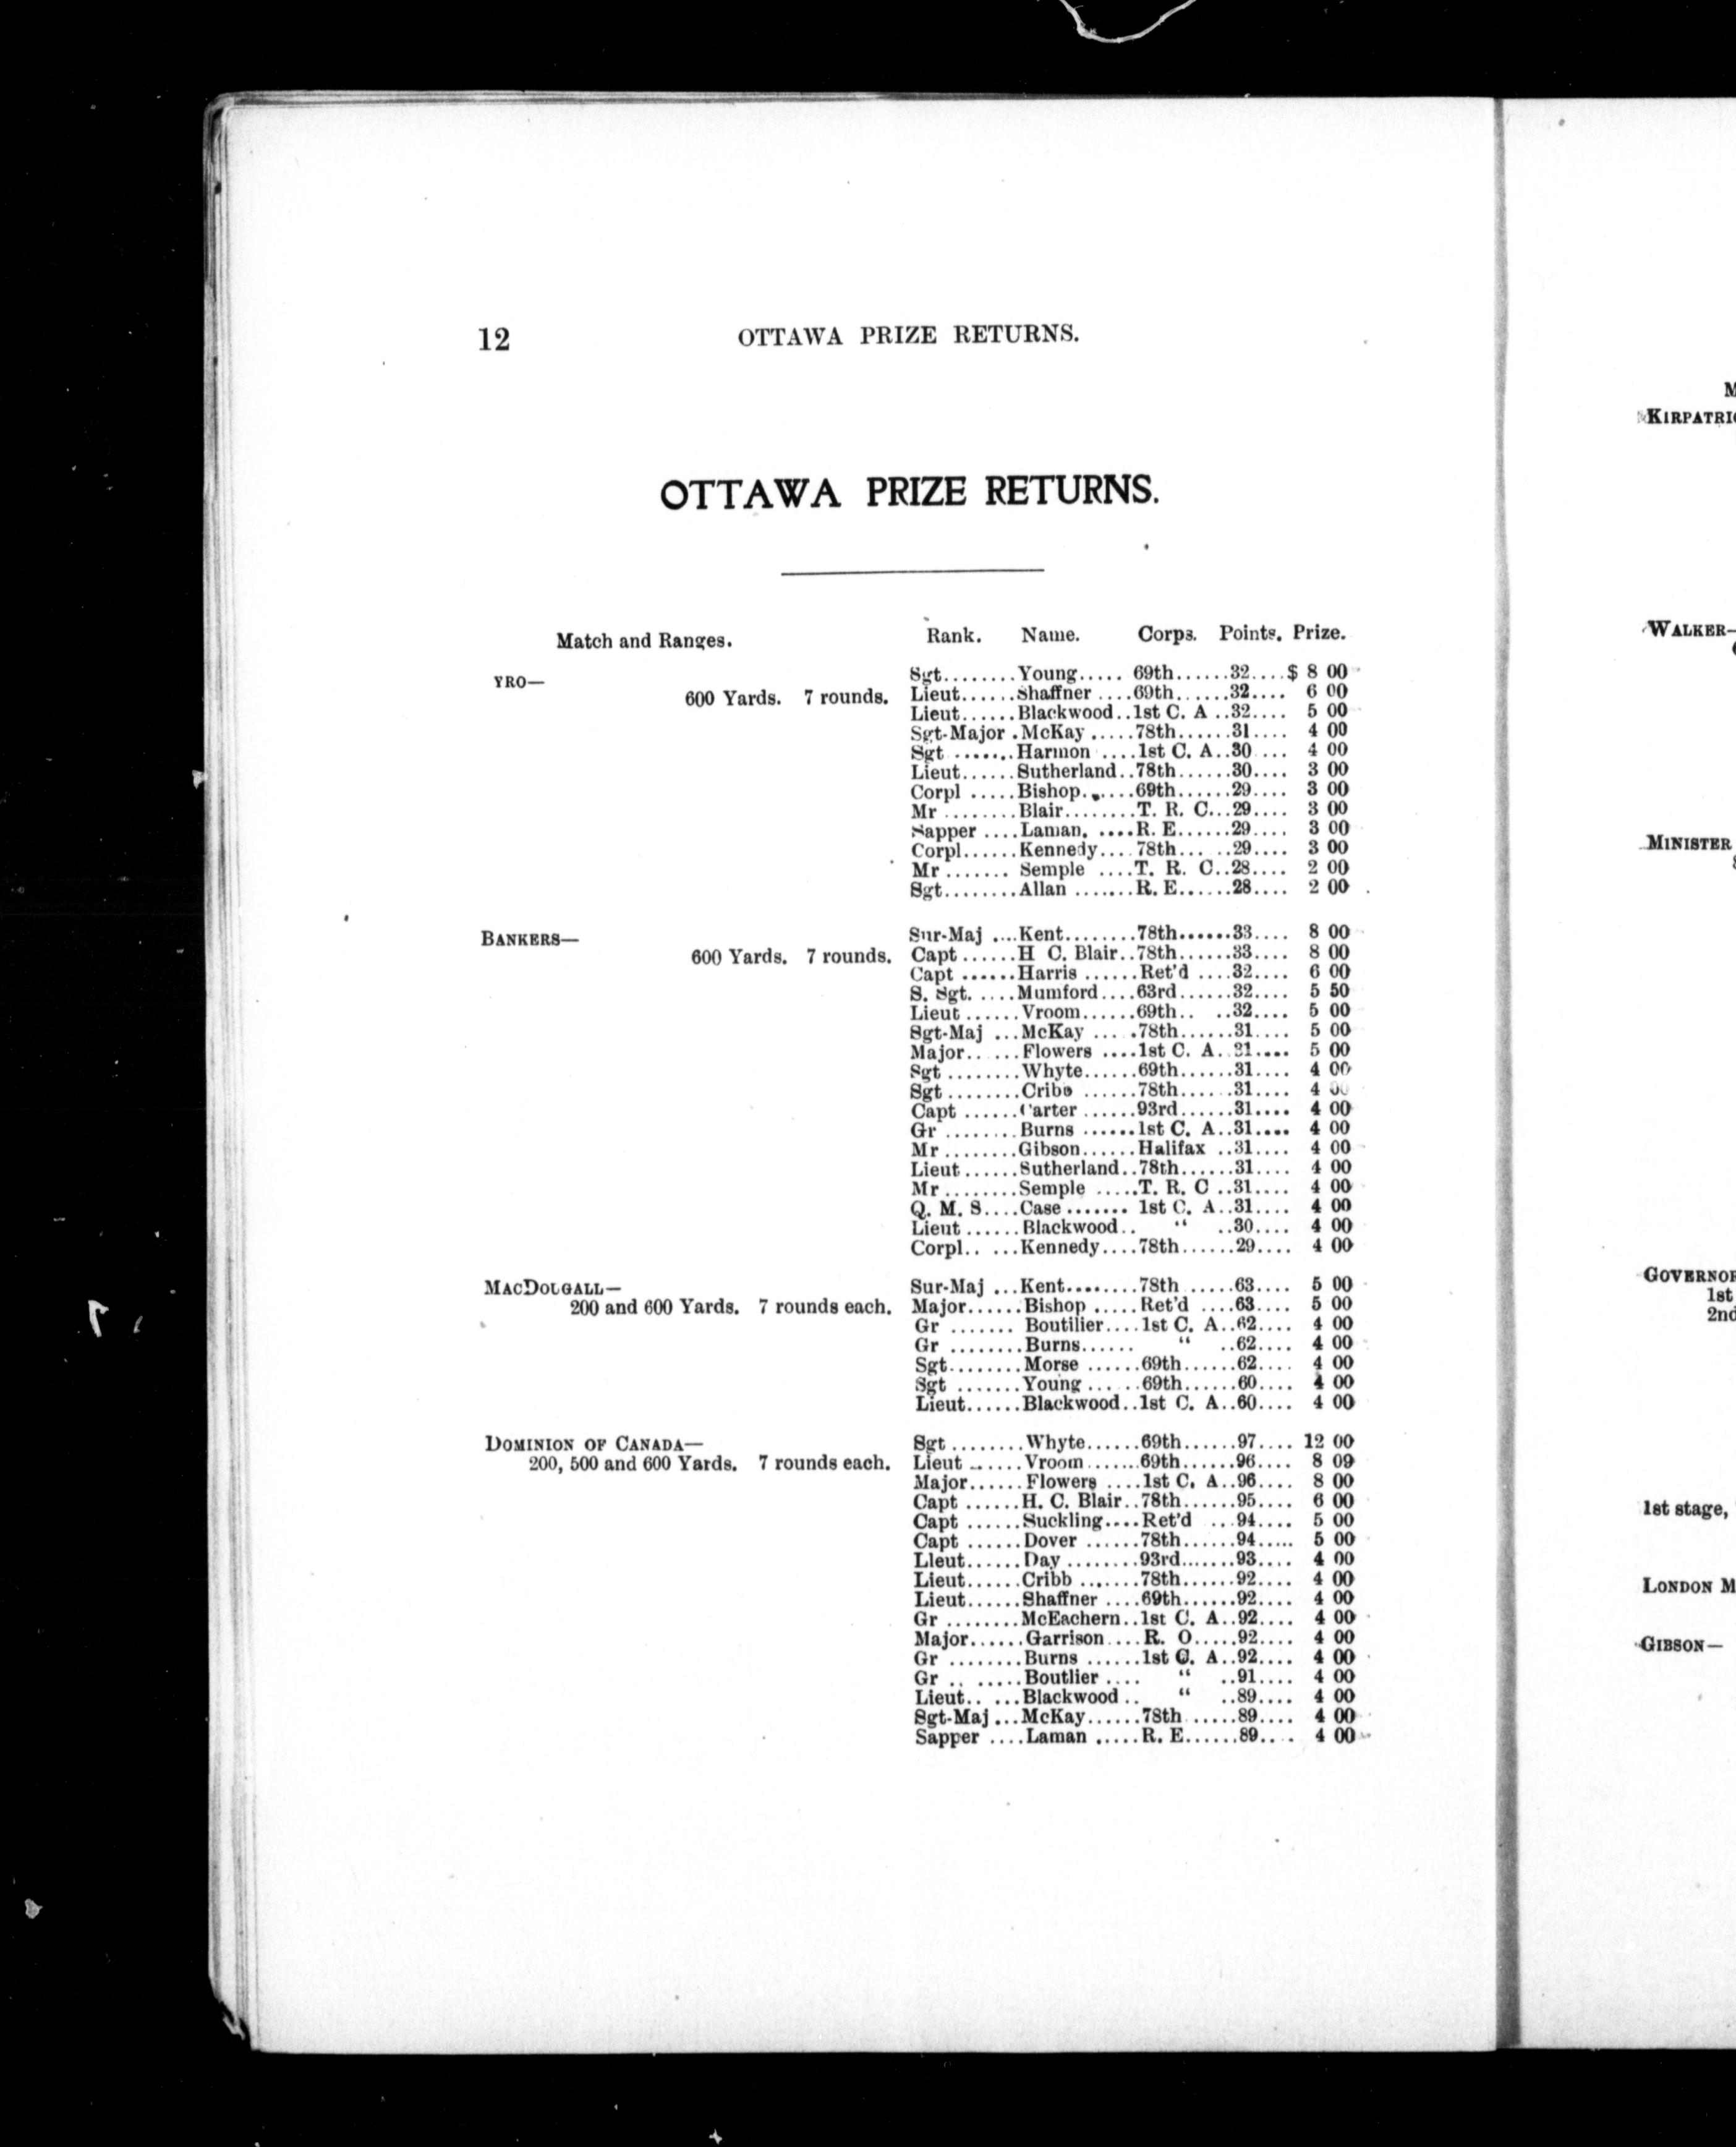 12 OTTAWA PRIZE RETURNS.
OTTAWA PRIZE RETURNS.
Match and Ranges. Rank. Name. Corps. Points. Prize.
YRO—
600 Yards. 7 rounds.
Sgt........Young..... 69th......32....$ 8 00
Lieut......Shaffner ....69th......32.... 6 00
Lieut......Blackwood..1st C. A ..32.... 5 00
Sgt-Major .McKay .....78th......31.... 4 00
Sgt .......Harmon ....1st C. A..30.... 4 00
Lieut......Sutherland..78th......30.... 3 00
Corpl .....Bishop......69th......29.... 3 00
Mr ........Blair........T. R. C...29.... 3 00
Sapper ....Laman. ....R. E......29.... 3 00
Corpl......Kennedy....78th... ..29.... 3 00
Mr ....... Semple ....T. R. C..28.... 2 00
Sgt........Allan .......R. E......28.... 2 00
BANKERS—
600 Yards. 7 rounds.
Sur-Maj ....Kent........78th......33.... 8 00
Capt ......H C. Blair..78th......33.... 8 00
Capt ......Harris ......Ret'd ....32.... 6 00
S. Sgt. ....Mumford....63rd......32.... 5 50
Lieut ......Vroom......69th.. ..32.... 5 00
Sgt-Maj ...McKay .... .78th......31.... 5 00
Major.. ...Flowers ....1st C. A..31.... 5 00
Sgt ........Whyte......69th......31.... 4 00
Sgt ........Cribb ......78th......31.... 4 00
Capt ......Carter ......93rd......31.... 4 00
Gr ........Burns ......1st C. A..31.... 4 00
Mr ........Gibson......Halifax ..31.... 4 00
Lieut......Sutherland..78th......31.... 4 00
Mr ........Semple .....T. R. C ..31.... 4 00
Q. M. S....Case ....... 1st C. A..31.... 4 00
Lieut ......Blackwood.. “ ..30.... 4 00
Corpl.. ...Kennedy....78th......29.... 4 00
MACDOLGALL—
200 and 600 Yards. 7 rounds each.
Sur-Maj ...Kent........78th ......63.... 5 00
Major......Bishop .....Ret'd ....63.... 5 00
Gr ....... Boutilier....1st C. A..62.... 4 00
Gr ........Burns...... “ ..62.... 4 00
Sgt........Morse ......69th......62.... 4 00
Sgt .......Young ... ..69th......60.... 4 00
Lieut......Blackwood..1st C. A..60.... 4 00
DOMINION OF CANADA—
200, 500 and 600 Yards. 7 rounds each.
Sgt ........Whyte......69th......97.... 12 00
Lieut ......Vroom......69th......96.... 8 09
Major......Flowers ....1st C. A..96.... 8 00
Capt ......H. C. Blair..78th......95.... 6 00
Capt ......Suckling....Ret'd ...94.... 5 00
Capt ......Dover ......78th......94..... 5 00
Lleut......Day ........93rd.......93.... 4 00
Lieut......Cribb .......78th......92.... 4 00
Lieut......Shaffner ....69th......92.... 4 00
Gr ........McEachern..1st C. A..92.... 4 00
Major......Garrison....R. O.....92.... 4 00
Gr ........Burns ......1st C. A..92.... 4 00
Gr .. .....Boutlier .... “ ..91.... 4 00
Lieut.. ...Blackwood .. “ ..89.... 4 00
Sgt-Maj...McKay......78th .....89.... 4 00
Sapper ....Laman .....R. E......89.... 4 00
KIRPATRI
WALKER—
MINISTER
GOVERNOR
1st
2nd
1st stage,
LONDON M
GIBSON—